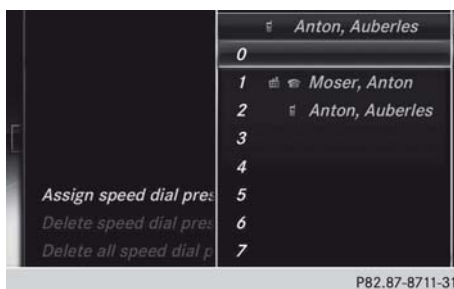 Anton, Auberles
0
1 Moser, Anton
2 Anton, Auberles
3
4
Assign speed dial pres 5
Delete speed dial pres 6
Delete all speed dial p 7
P82.87-8711-31